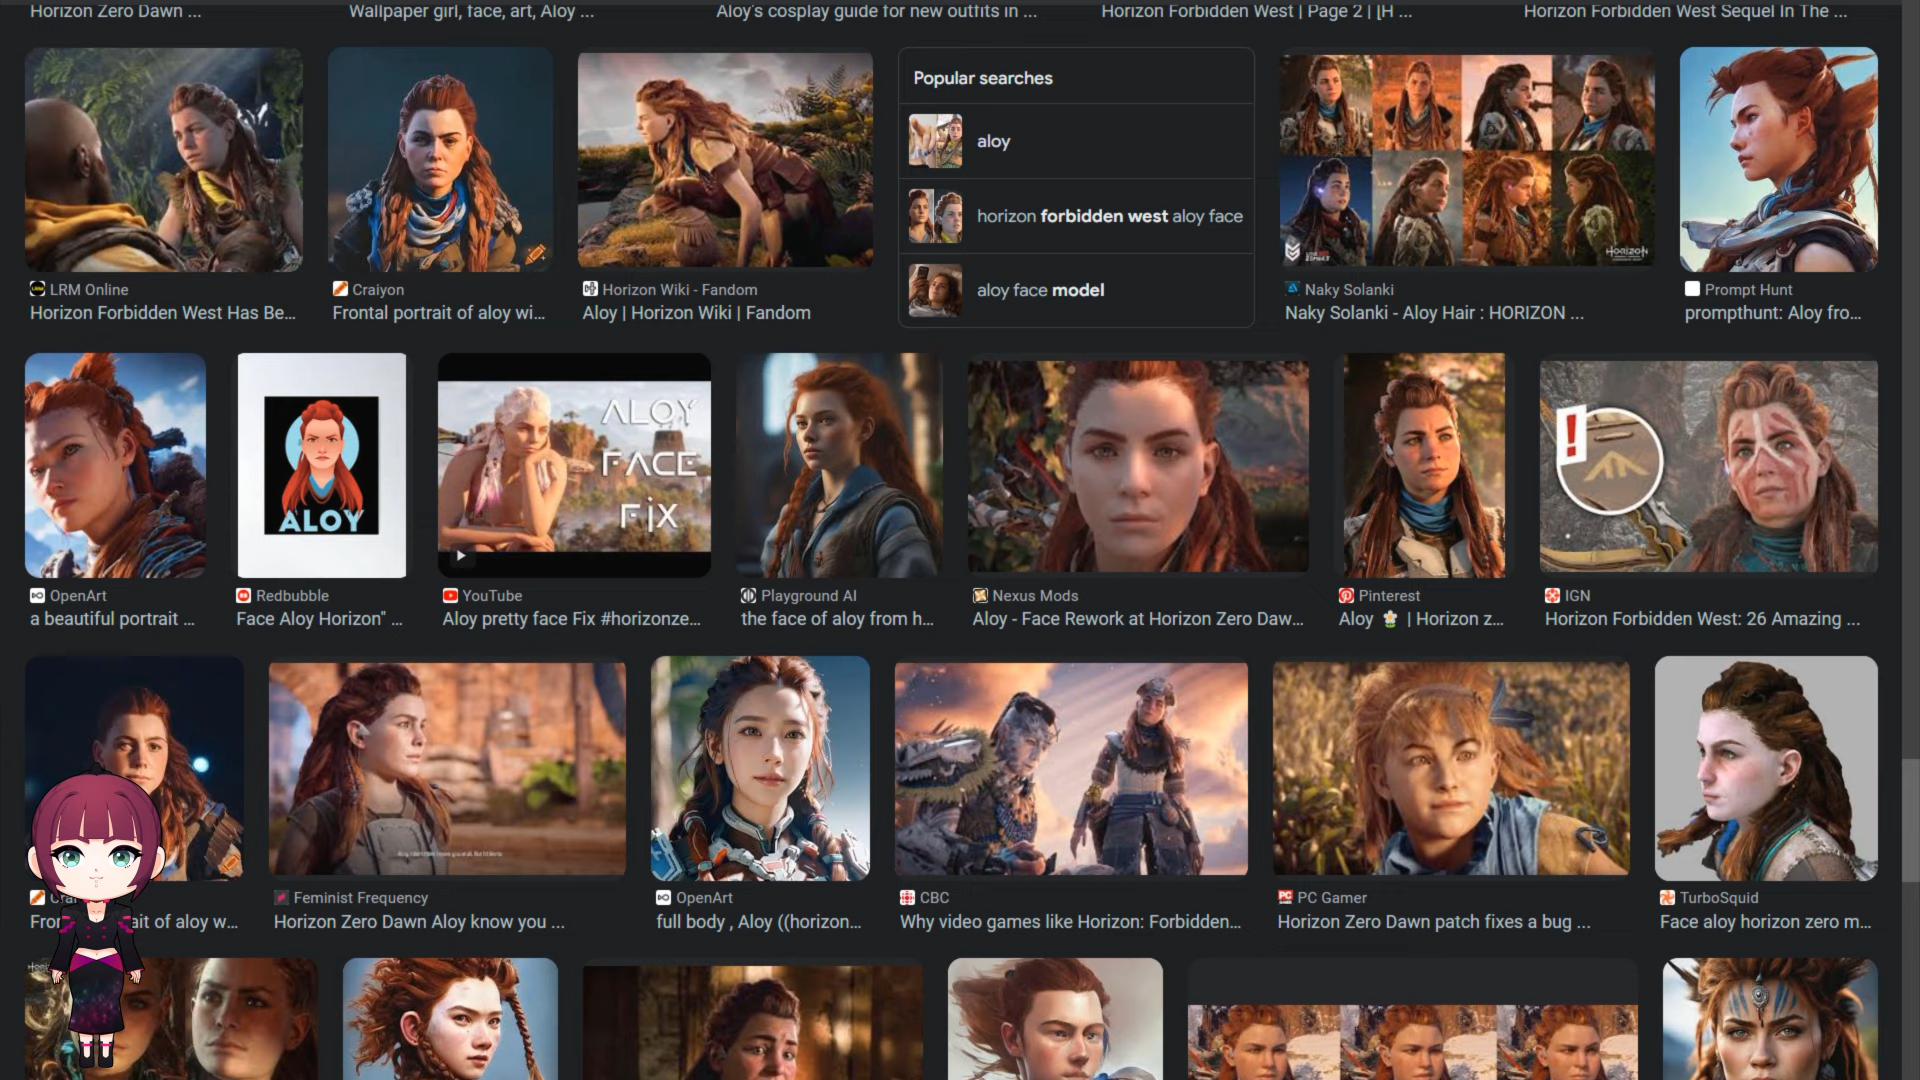 Horizon Zero Dawn ...
Wallpaper girl, face, art, Aloy ...
Aloy's cosplay guide for new outfits in ...
Horizon Forbidden West | Page 2 | [H ...
Horizon Forbidden West Sequel In The ...
Popular searches
aloy
horizon forbidden west aloy face
aloy face model
HORIZON
LRM Online
Horizon Forbidden West Has Be...
Craiyon
Frontal portrait of aloy wi...
Horizon Wiki - Fandom
Aloy | Horizon Wiki | Fandom
Naky Solanki
Naky Solanki - Aloy Hair : HORIZON ...
Prompt Hunt
prompthunt: Aloy fro...
ALOY
ALOY
FACE
FiX
!
OpenArt
a beautiful portrait ...
Redbubble
Face Aloy Horizon" ...
YouTube
Aloy pretty face Fix #horizonze...
Playground AI
the face of aloy from h...
Nexus Mods
Aloy - Face Rework at Horizon Zero Daw...
Pinterest
Aloy 🌼 | Horizon z...
IGN
Horizon Forbidden West: 26 Amazing ...
Fro
ait of aloy w...
Feminist Frequency
Horizon Zero Dawn Aloy know you ...
OpenArt
full body , Aloy ((horizon...
CBC
Why video games like Horizon: Forbidden...
PC
PC Gamer
Horizon Zero Dawn patch fixes a bug ...
TurboSquid
Face aloy horizon zero m...